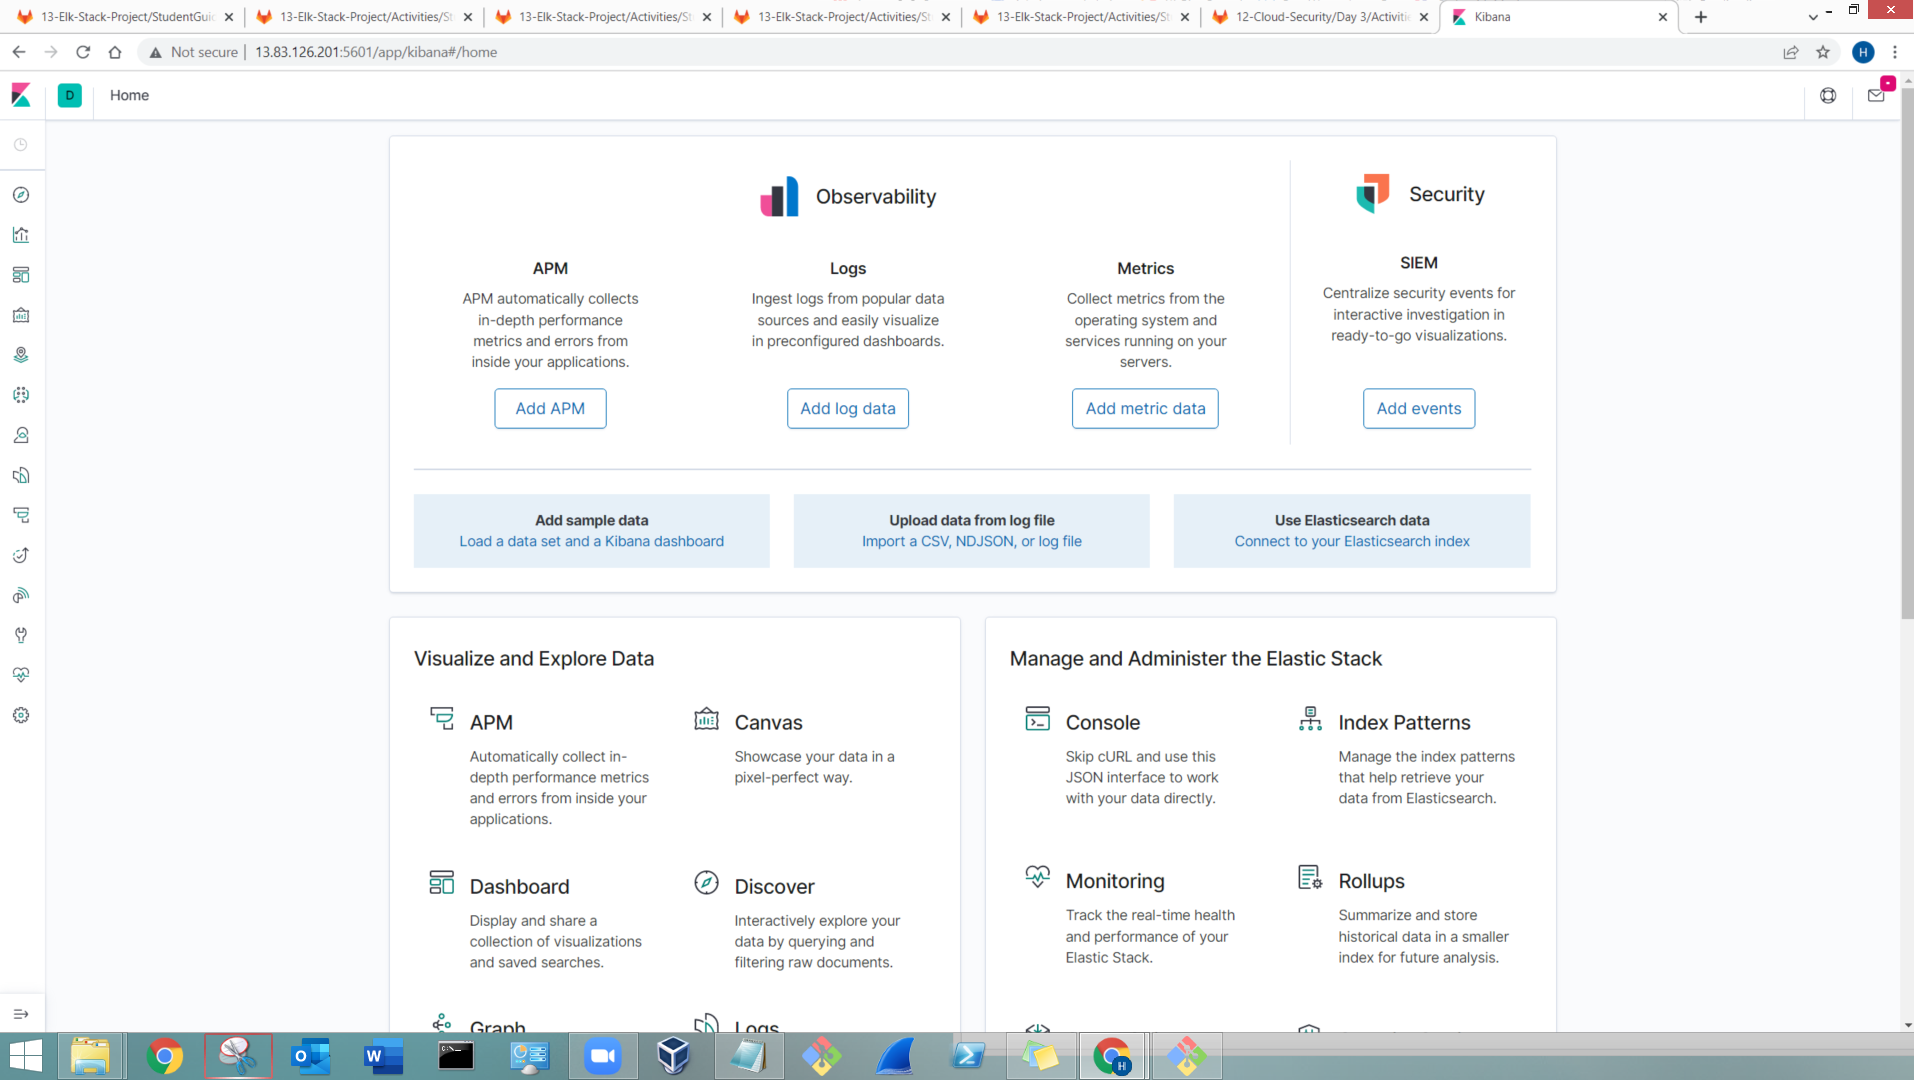 13-Elk-Stack-Project/StudentGui
13-Elk-Stack-Project/Activities/St
13-Elk-Stack-Project/Activities/St
13-Elk-Stack-Project/Activities/St
13-Elk-Stack-Project/Activities/St
12-Cloud-Security/Day 3/Activiti
Kibana
Not secure
13.83.126.201:5601/app/kibana#/home
H
D
Home
Observability
Security
APM
APM automatically collects
in-depth performance
metrics and errors from
inside your applications.
Add APM
Logs
Ingest logs from popular data
sources and easily visualize
in preconfigured dashboards.
Add log data
Metrics
Collect metrics from the
operating system and
services running on your
servers.
Add metric data
SIEM
Centralize security events for
interactive investigation in
ready-to-go visualizations.
Add events
Add sample data
Load a data set and a Kibana dashboard
Upload data from log file
Import a CSV, NDJSON, or log file
Use Elasticsearch data
Connect to your Elasticsearch index
Visualize and Explore Data
APM
Automatically collect in-
depth performance metrics
and errors from inside your
applications.
Canvas
Showcase your data in a
pixel-perfect way.
Dashboard
Display and share a
collection of visualizations
and saved searches.
Discover
Interactively explore your
data by querying and
filtering raw documents.
Graph
Logs
Manage and Administer the Elastic Stack
Console
Skip cURL and use this
JSON interface to work
with your data directly.
Index Patterns
Manage the index patterns
that help retrieve your
data from Elasticsearch.
Monitoring
Track the real-time health
and performance of your
Elastic Stack.
Rollups
Summarize and store
historical data in a smaller
index for future analysis.